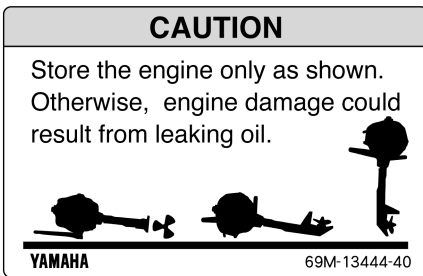 CAUTION
Store the engine only as shown.
Otherwise, engine damage could
result from leaking oil.
YAMAHA 69M-13444-40